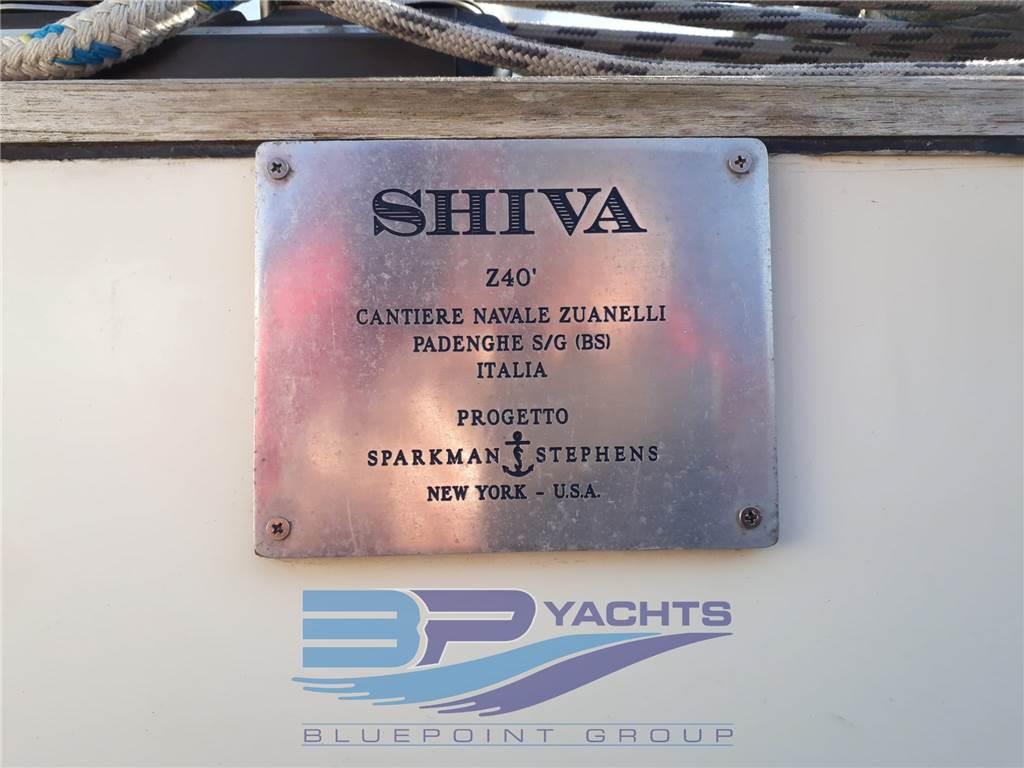 SHIVA
Z40'
CANTIERE NAVALE ZUANELLI
PADENGHE S/G (BS)
ITALIA
PROGETTO
SPARKMAN STEPHENS
NEW YORK - U.S.A.
BP YACHTS
BLUEPOINT GROUP